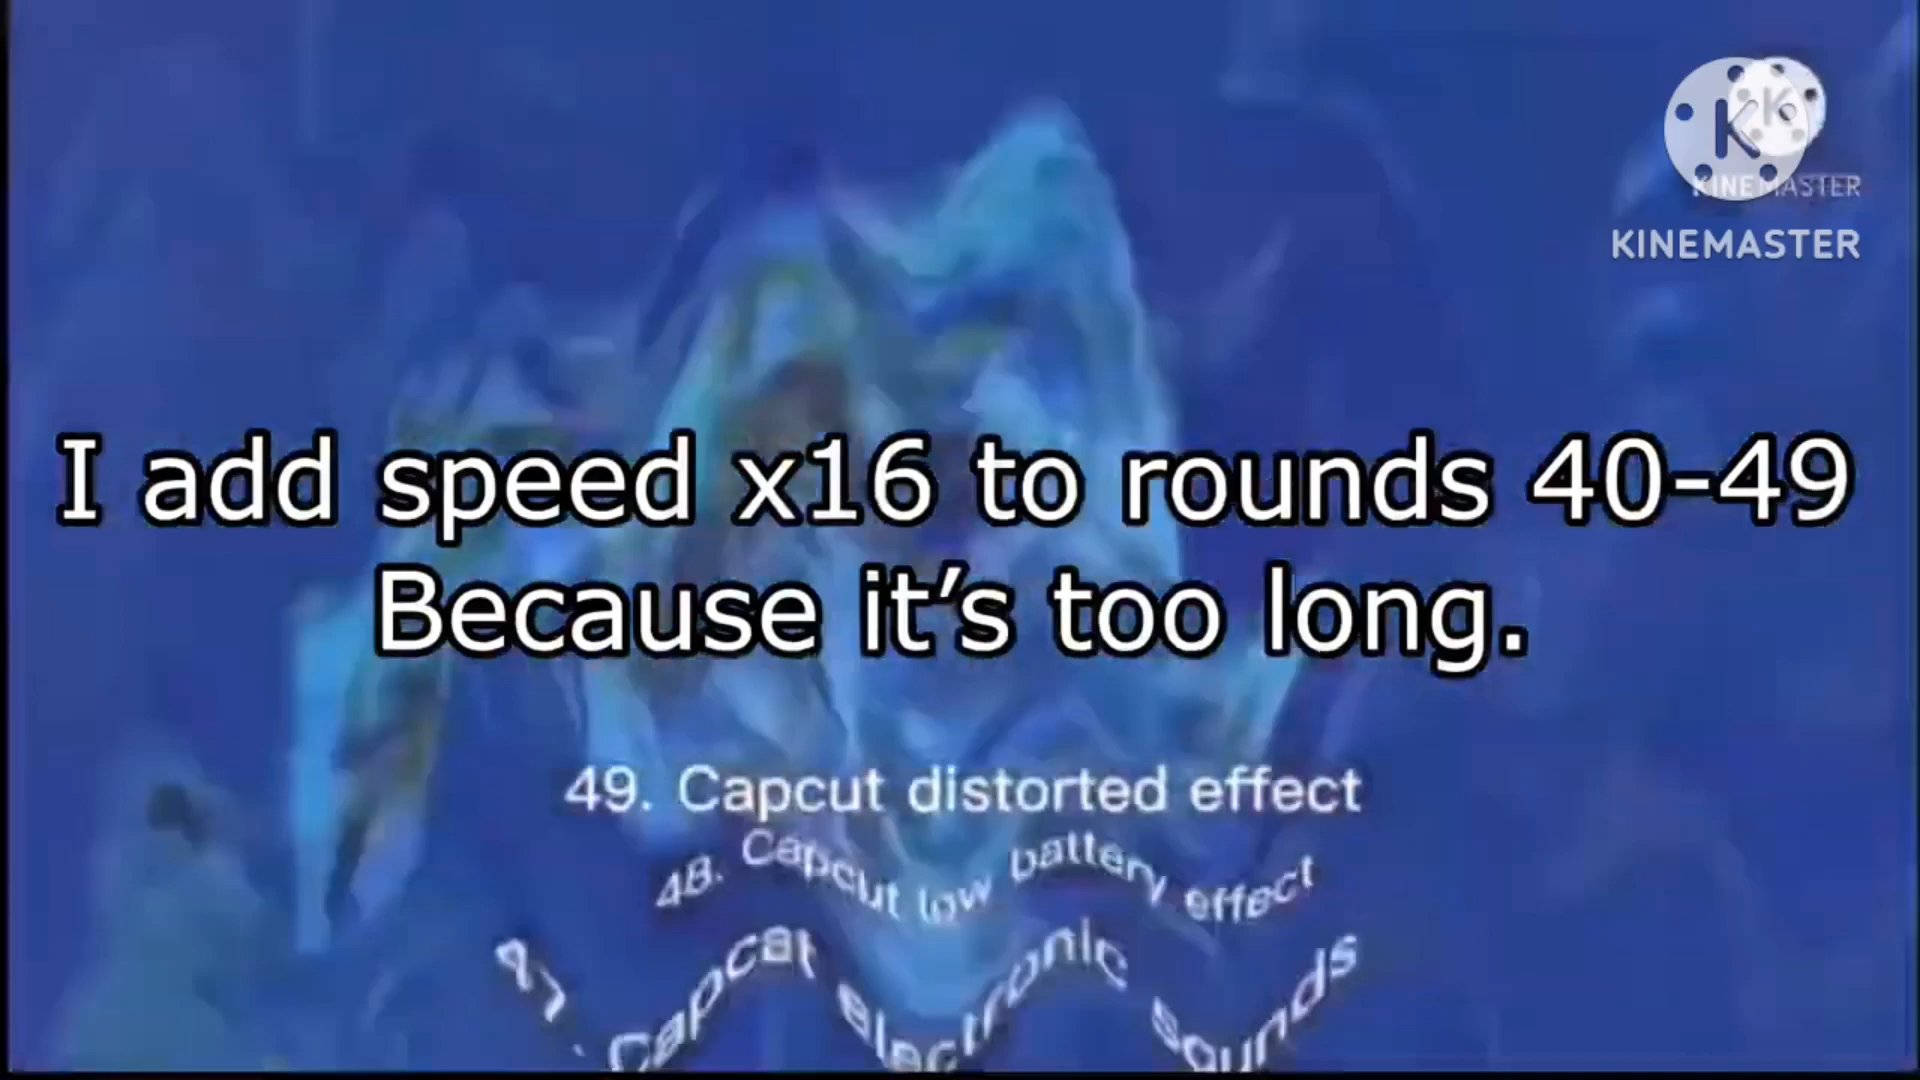 K
K
KINEMASTER
KINEMASTER
I add speed x16 to rounds 40-49
Because it’s too long.
49. Capcut distorted effect
48. Capcut low battery effect
47. Capcat electronic sounds